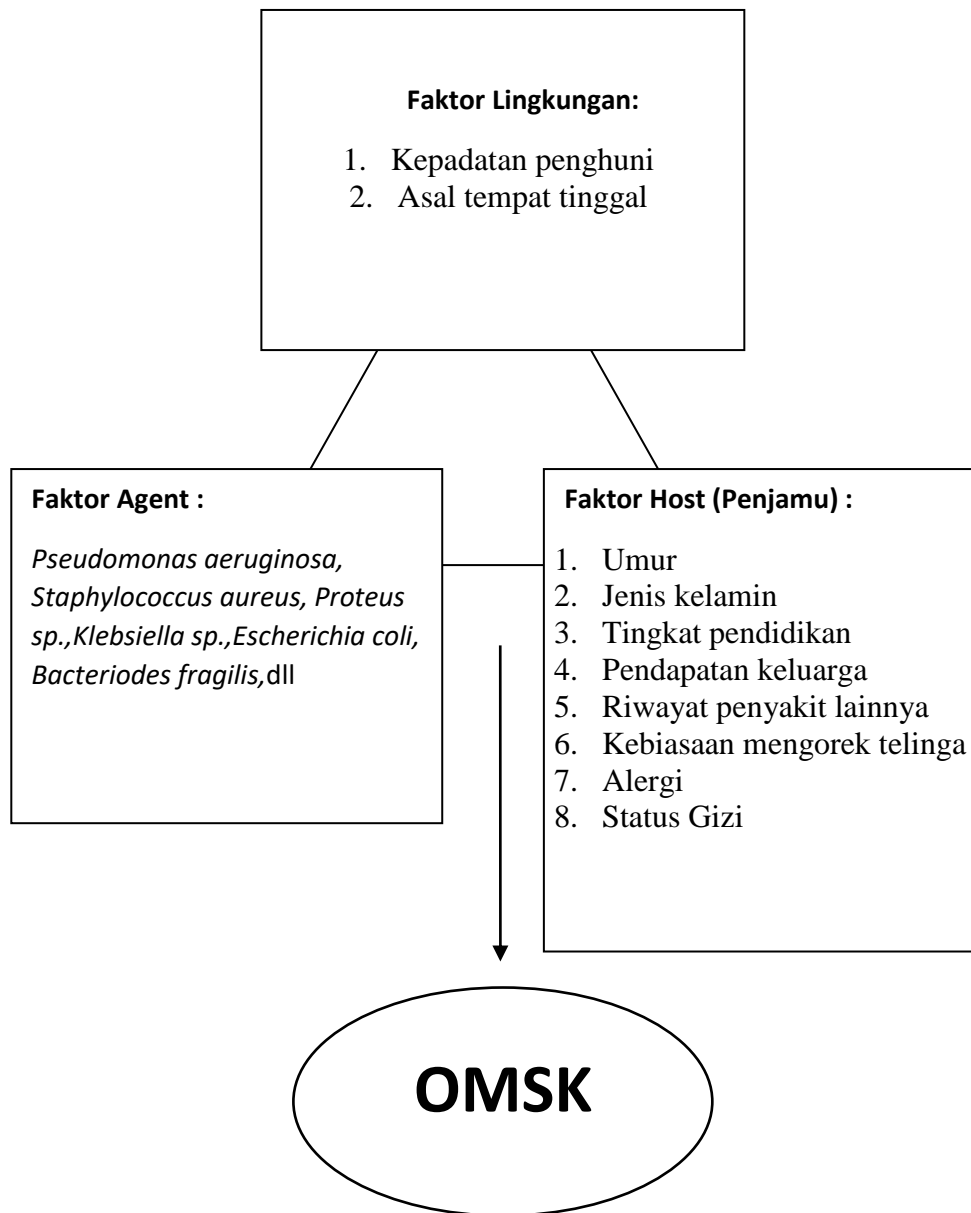 Faktor Lingkungan:
1. Kepadatan penghuni
2. Asal tempat tinggal
Faktor Agent :
Pseudomonas aeruginosa,
Staphylococcus aureus, Proteus
sp.,Klebsiella sp.,Escherichia coli,
Bacteriodes fragilis,dll
Faktor Host (Penjamu) :
1. Umur
2. Jenis kelamin
3. Tingkat pendidikan
4. Pendapatan keluarga
5. Riwayat penyakit lainnya
6. Kebiasaan mengorek telinga
7. Alergi
8. Status Gizi
OMSK